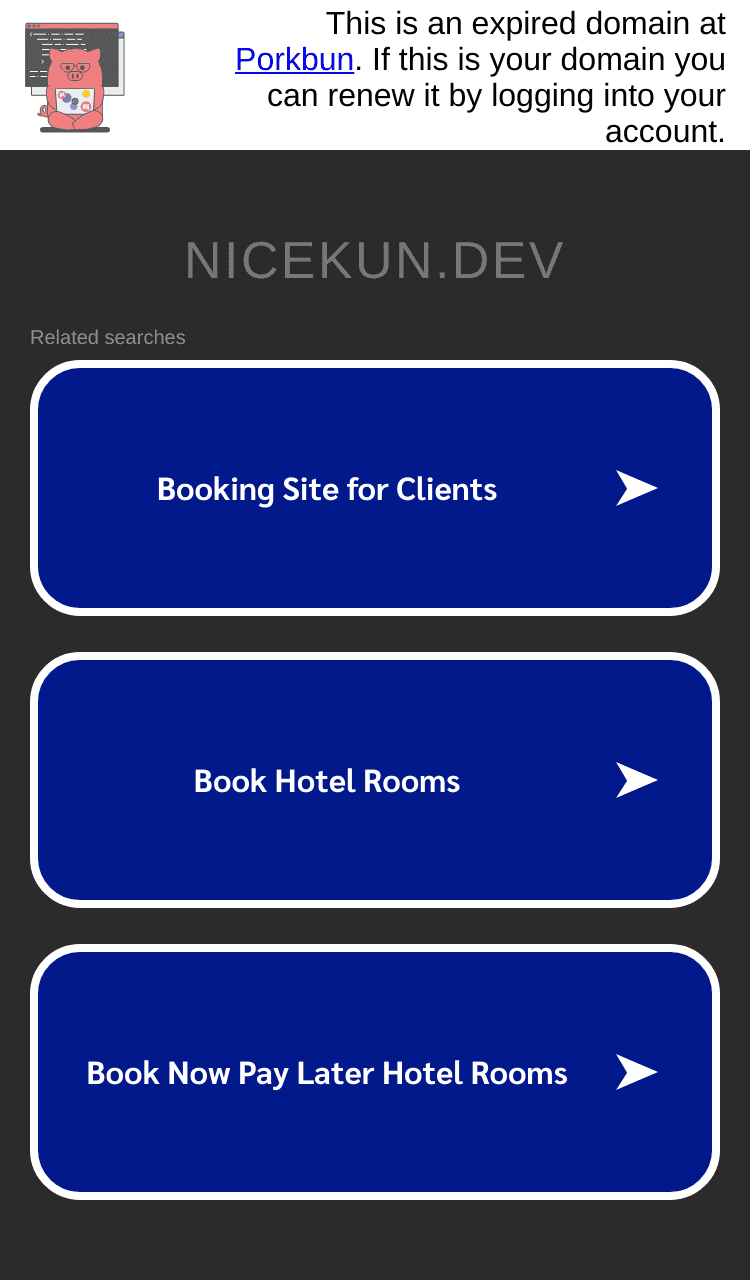 This is an expired domain at
Porkbun. If this is your domain you
can renew it by logging into your
account.
NICEKUN.DEV
Related searches
Booking Site for Clients
Book Hotel Rooms
Book Now Pay Later Hotel Rooms